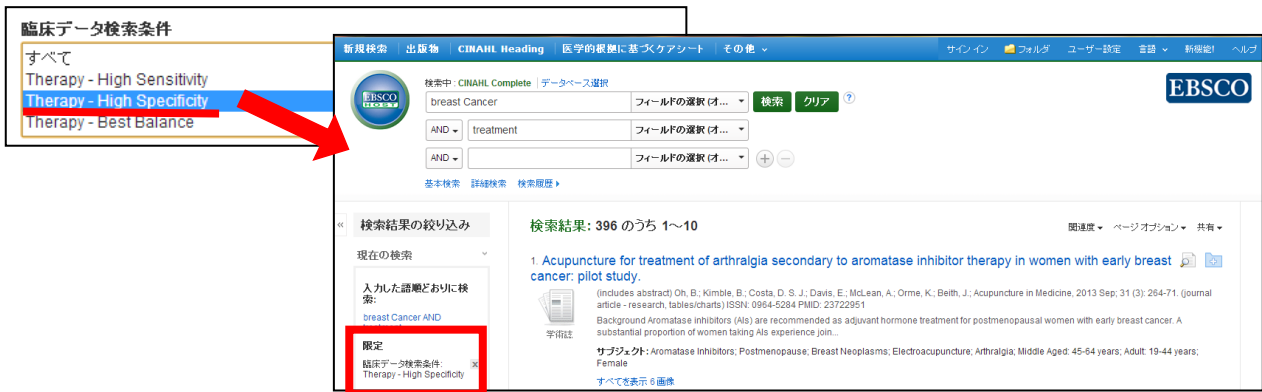 臨床データ検索条件
すべて
Therapy - High Sensitivity
Therapy - High Specificity
Therapy - Best Balance
新規検索 出版物 CINAHL Heading 医学的根拠に基づくケアシート その他
サインイン フォルダ ユーザー設定 言語 新機能! ヘルプ
EBSCO
HOST
検索中: CINAHL Complete データベース選択
breast Cancer フィールドの選択 (オ... 検索 クリア ?
AND treatment フィールドの選択 (オ...
AND フィールドの選択 (オ...
基本検索 詳細検索 検索履歴
EBSCO
« 検索結果の絞り込み
現在の検索
入力した語順どおりに検
索:
breast Cancer AND
限定
臨床データ検索条件: x
Therapy - High Specificity
検索結果: 396 のうち 1～10
関連度 ページ オプション 共有
1. Acupuncture for treatment of arthralgia secondary to aromatase inhibitor therapy in women with early breast
cancer: pilot study.
学術誌
(includes abstract) Oh, B.; Kimble, B.; Costa, D. S. J.; Davis, E.; McLean, A.; Orme, K.; Beith, J.; Acupuncture in Medicine, 2013 Sep; 31 (3): 264-71. (journal
article - research, tables/charts) ISSN: 0964-5284 PMID: 23722951
Background Aromatase inhibitors (AIs) are recommended as adjuvant hormone treatment for postmenopausal women with early breast cancer. A
substantial proportion of women taking AIs experience join...
サブジェクト: Aromatase Inhibitors; Postmenopause; Breast Neoplasms; Electroacupuncture; Arthralgia; Middle Aged: 45-64 years; Adult: 19-44 years;
Female
すべてを表示 6 画像